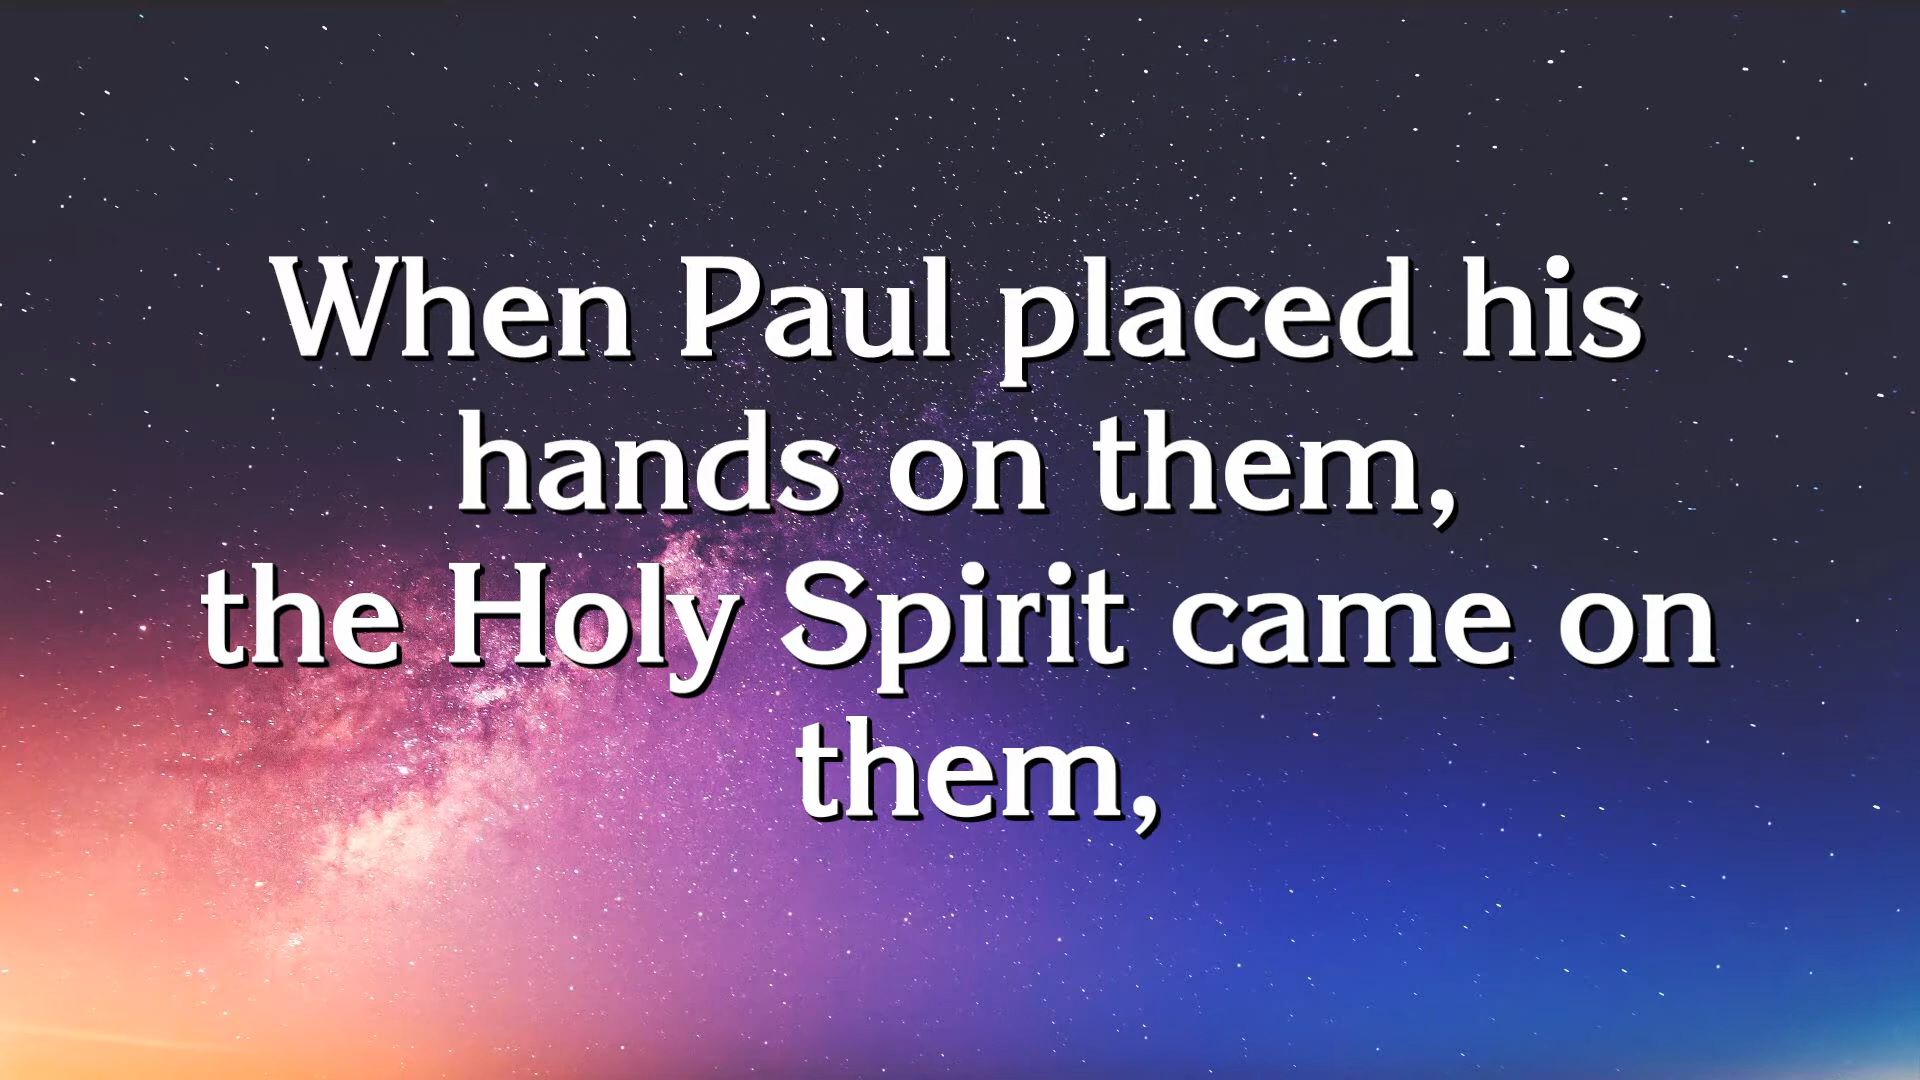 When Paul placed his
hands on them,
the Holy Spirit came on
them,